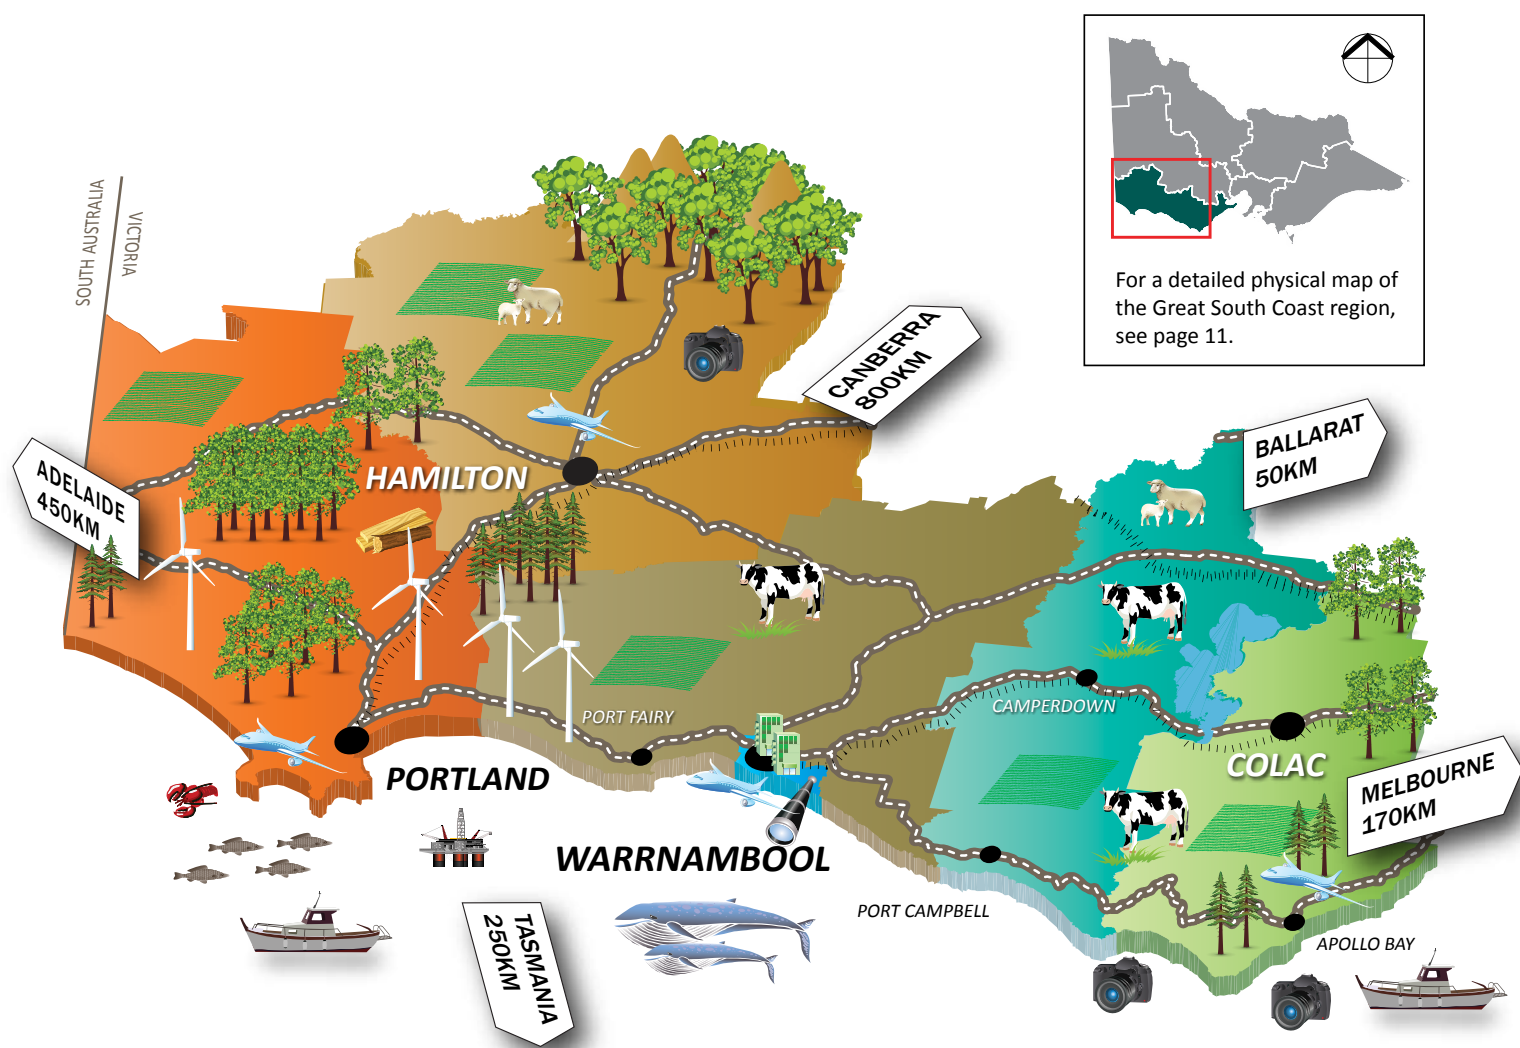 SOUTH AUSTRALIA
VICTORIA
For a detailed physical map of
the Great South Coast region,
see page 11.
CANBERRA
800KM
BALLARAT
50KM
ADELAIDE
450KM
HAMILTON
PORT FAIRY
CAMPERDOWN
COLAC
PORTLAND
MELBOURNE
170KM
WARRNAMBOOL
TASMANIA
250KM
PORT CAMPBELL
APOLLO BAY